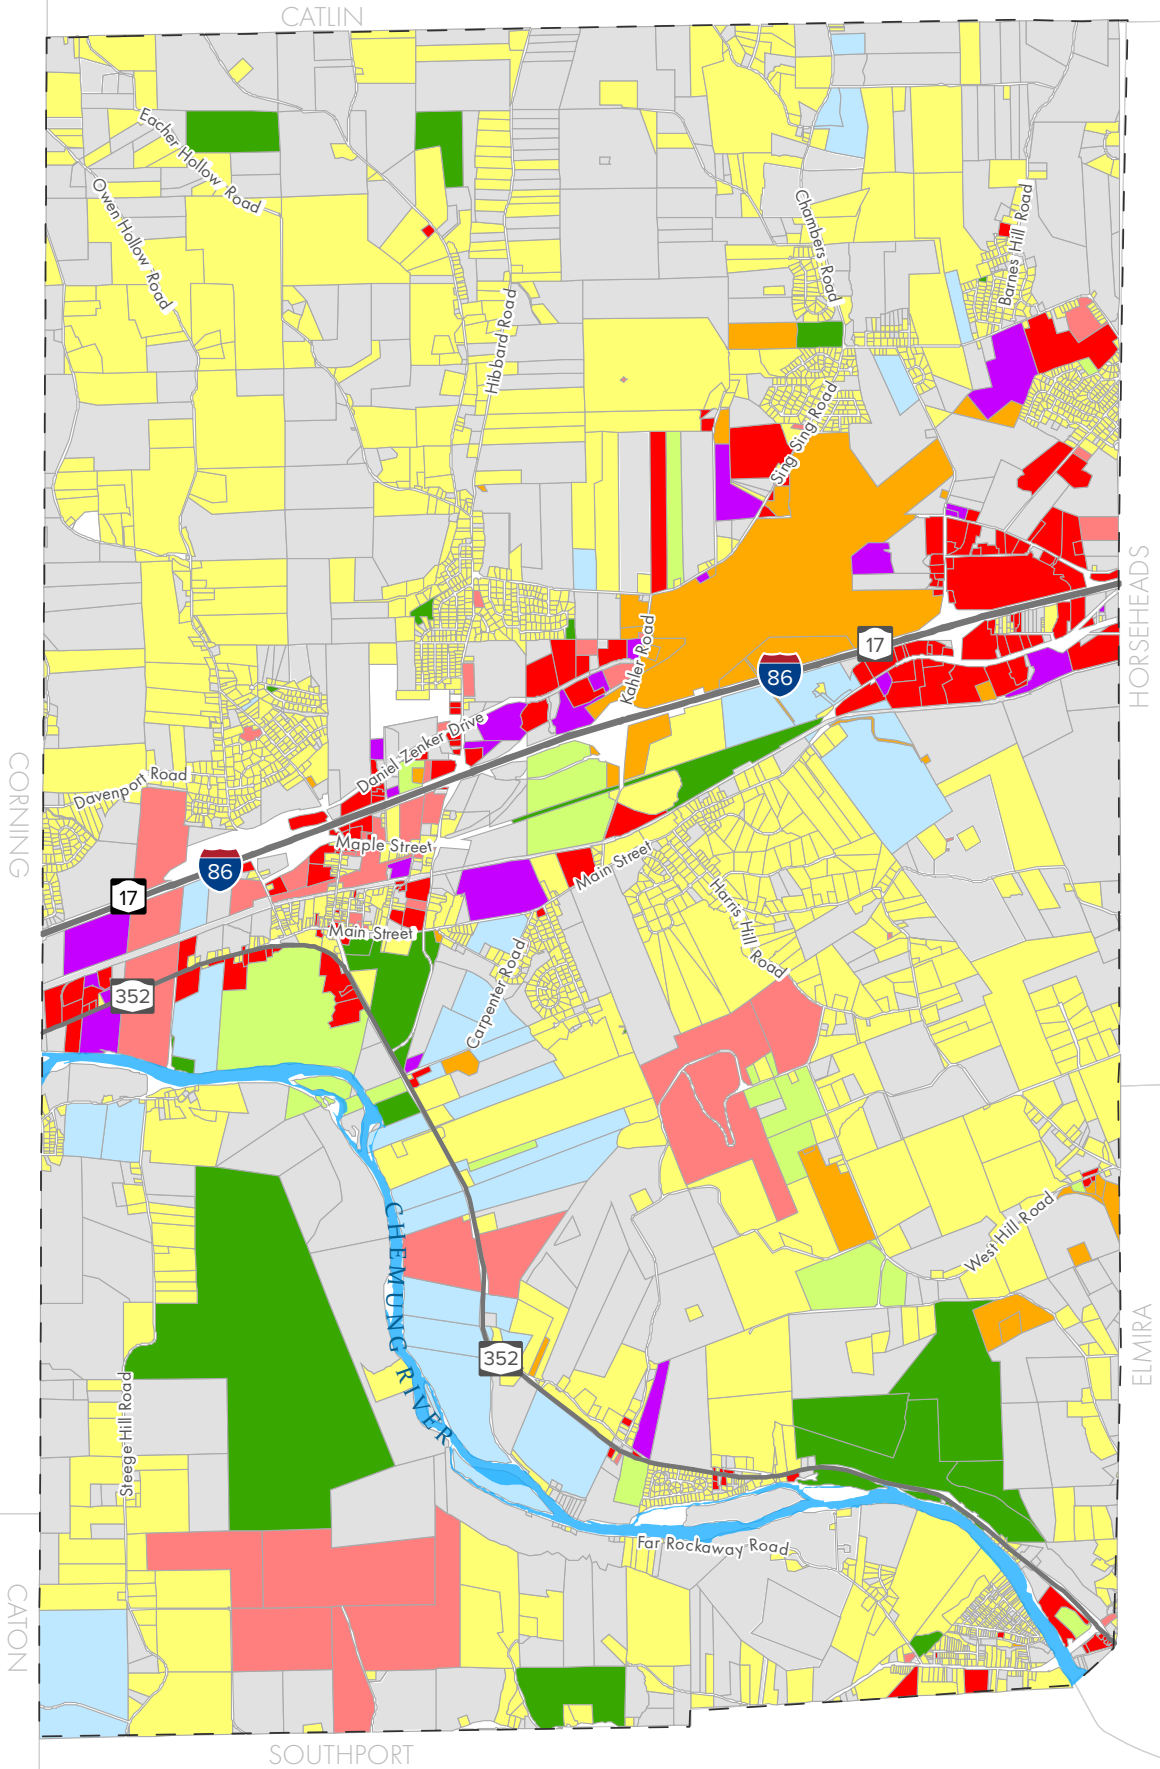 CATLIN
Eacher Hollow Road
Owen Hollow Road
Chambers Road
Barnes Hill Road
Hibbard Road
Sing Sing Road
HORSEHEADS
Kahler Road
17
86
Daniel Zenker Drive
CORNING
Davenport Road
Maple Street
86
17
Main Street
Harris Hill Road
Main Street
352
Carpenter Road
CHEMUNG RIVER
West Hill Road
ELMIRA
352
Steege Hill Road
Far Rockaway Road
CATON
SOUTHPORT